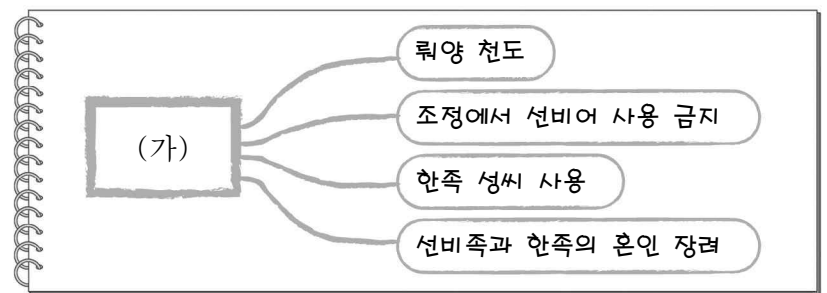 (가)
뤄양 천도
조정에서 선비어 사용 금지
한족 성씨 사용
선비족과 한족의 혼인 장려